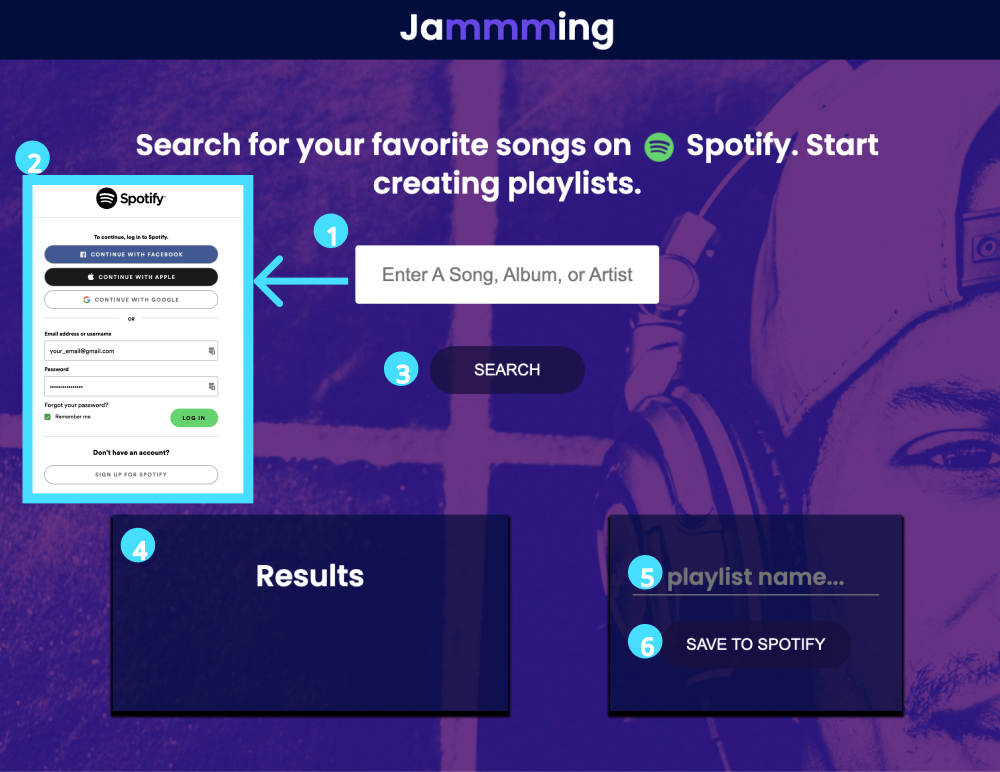 Jammming
Search for your favorite songs on Spotify. Start
creating playlists.
2
Spotify
To continue, log in to Spotify.
CONTINUE WITH FACEBOOK
CONTINUE WITH APPLE
CONTINUE WITH GOOGLE
OR
Email address or username
your_email@gmail.com
Password
Forgot your password?
Remember me
LOG IN
Don't have an account?
SIGN UP FOR SPOTIFY
1
Enter A Song, Album, or Artist
3
SEARCH
4
Results
5 playlist name...
6 SAVE TO SPOTIFY